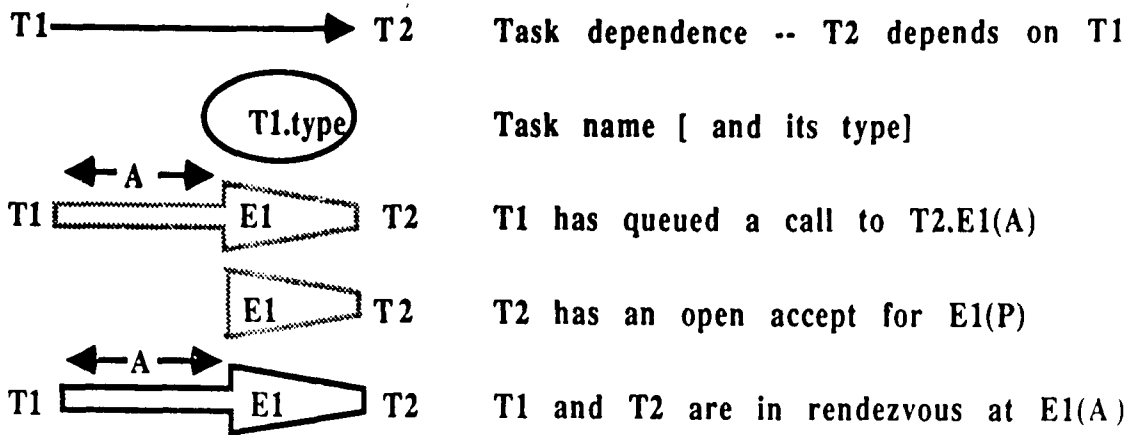 T1 T2 Task dependence -- T2 depends on T1
T1.type Task name [ and its type]
A
T1 E1 T2 T1 has queued a call to T2.E1(A)
E1 T2 T2 has an open accept for E1(P)
A
T1 E1 T2 T1 and T2 are in rendezvous at E1(A)